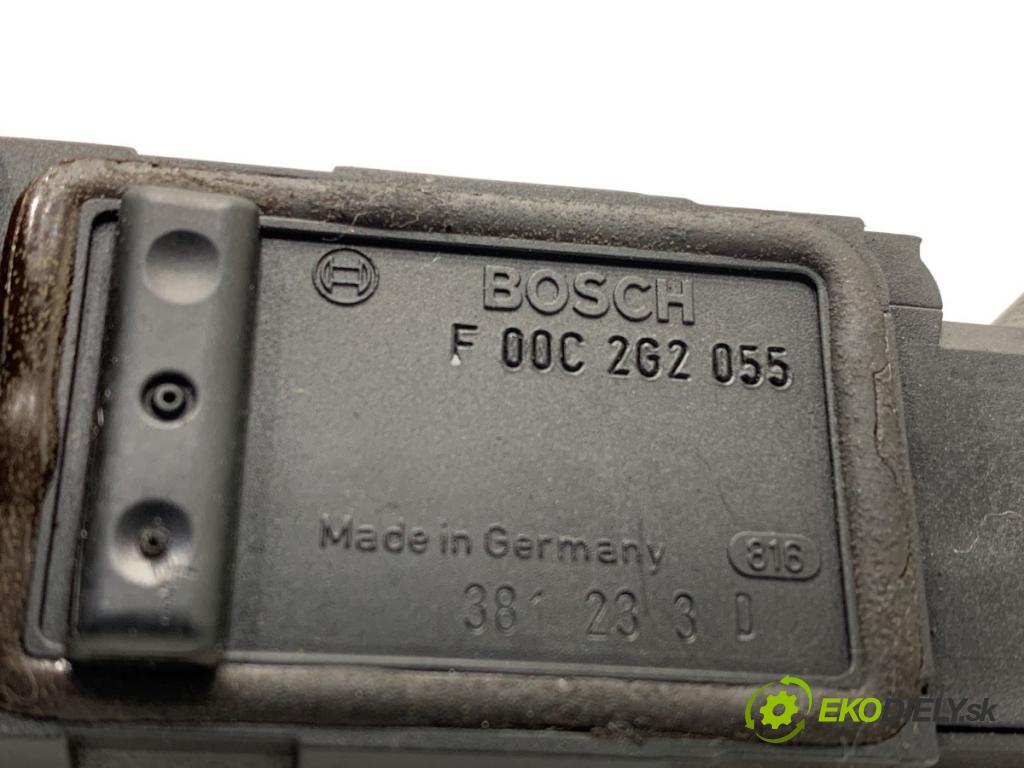 BOSCH
F 00C 2G2 055
Made in Germany
816
381 23 3 D
EKODIELY.sk